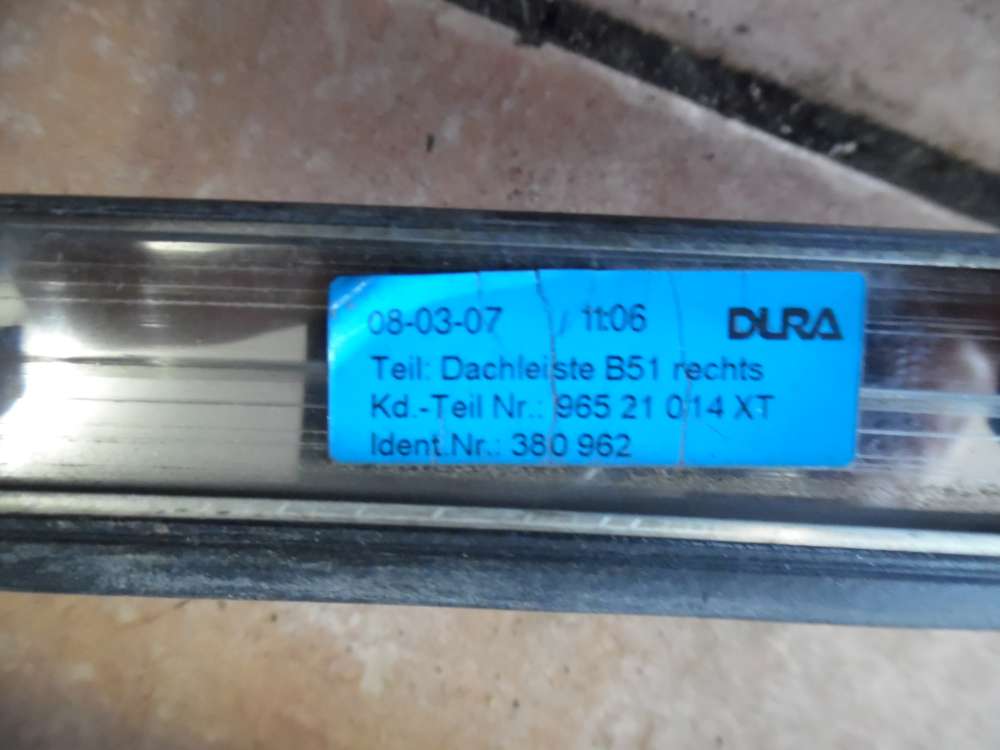 08-03-07 11:06 DURA
Teil: Dachleiste B51 rechts
Kd.-Teil Nr.: 965 21 014 XT
Ident.Nr.: 380 962